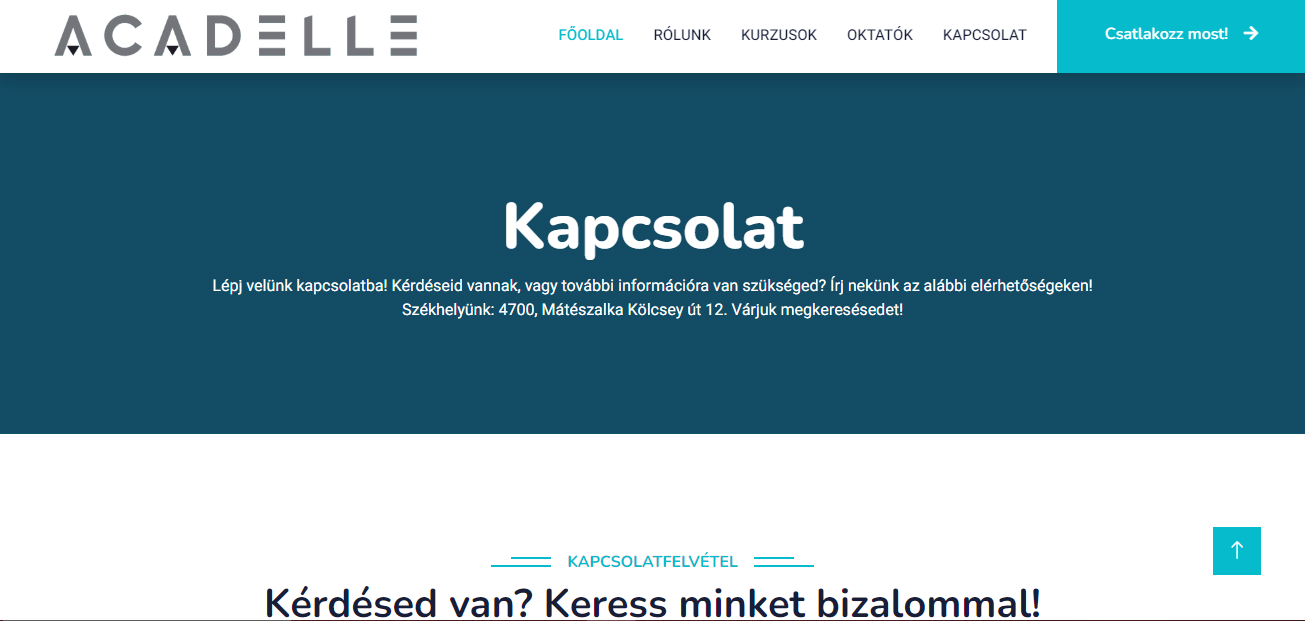 ACADELLE
FŐOLDAL RÓLUNK KURZUSOK OKTATÓK KAPCSOLAT Csatlakozz most!
Kapcsolat
Lépj velünk kapcsolatba! Kérdéseid vannak, vagy további információra van szükséged? Írj nekünk az alábbi elérhetőségeken!
Székhelyünk: 4700, Mátészalka Kölcsey út 12. Várjuk megkeresésedet!
KAPCSOLATFELVÉTEL
Kérdésed van? Keress minket bizalommal!